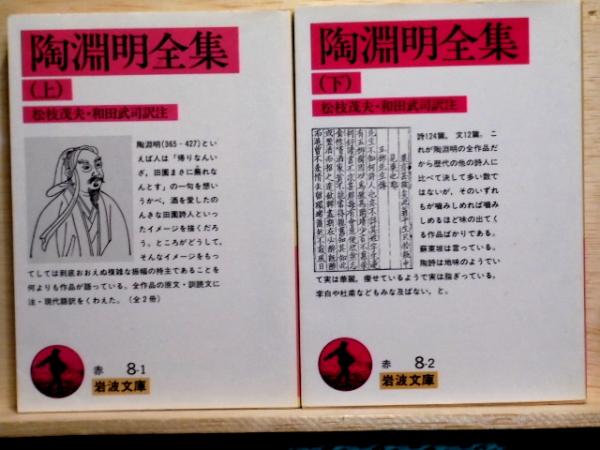 陶淵明全集
(上)
松枝茂夫・和田武司訳注
陶淵明(365‐427)とい
えば人は「帰りなんい
ざ，田園まさに蕪れな
んとす」の一句を想い
うかべ，酒を愛したの
んきな田園詩人といっ
たイメージを描くだろ
う．ところがどうして，
そんなイメージをもっ
てしては到底おおえぬ複雑な振幅の持主であることを
何よりも作品が語っている．全作品の原文・訓読文に
注・現代語訳をくわえた．（全2冊）
赤 8-1
岩波文庫
陶淵明全集
(下)
松枝茂夫・和田武司訳注
詩124篇，文12篇．こ
れが陶淵明の全作品だ
から歴代の他の詩人に
比べて決して多い数で
はないが，そのいずれ
もが嚙みしめれば嚙み
しめるほど味の出てく
る作品ばかりである．
蘇東坡は言っている，
陶詩は地味のようでい
て実は華麗，瘦せているようで実は脂ぎっている，
李白や杜甫などもみな及ばない，と．
赤 8-2
岩波文庫